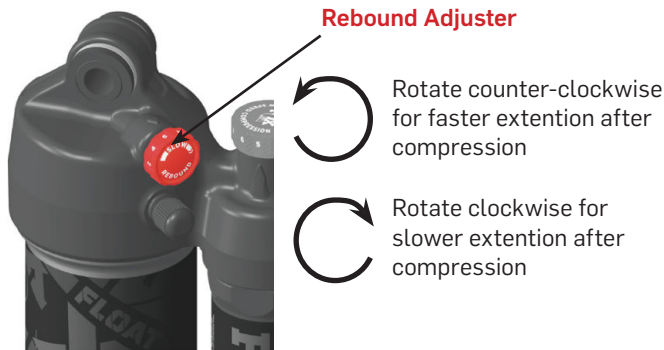 Rebound Adjuster
Rotate counter-clockwise
for faster extention after
compression
Rotate clockwise for
slower extention after
compression
SLOW
REBOUND
FLOAT